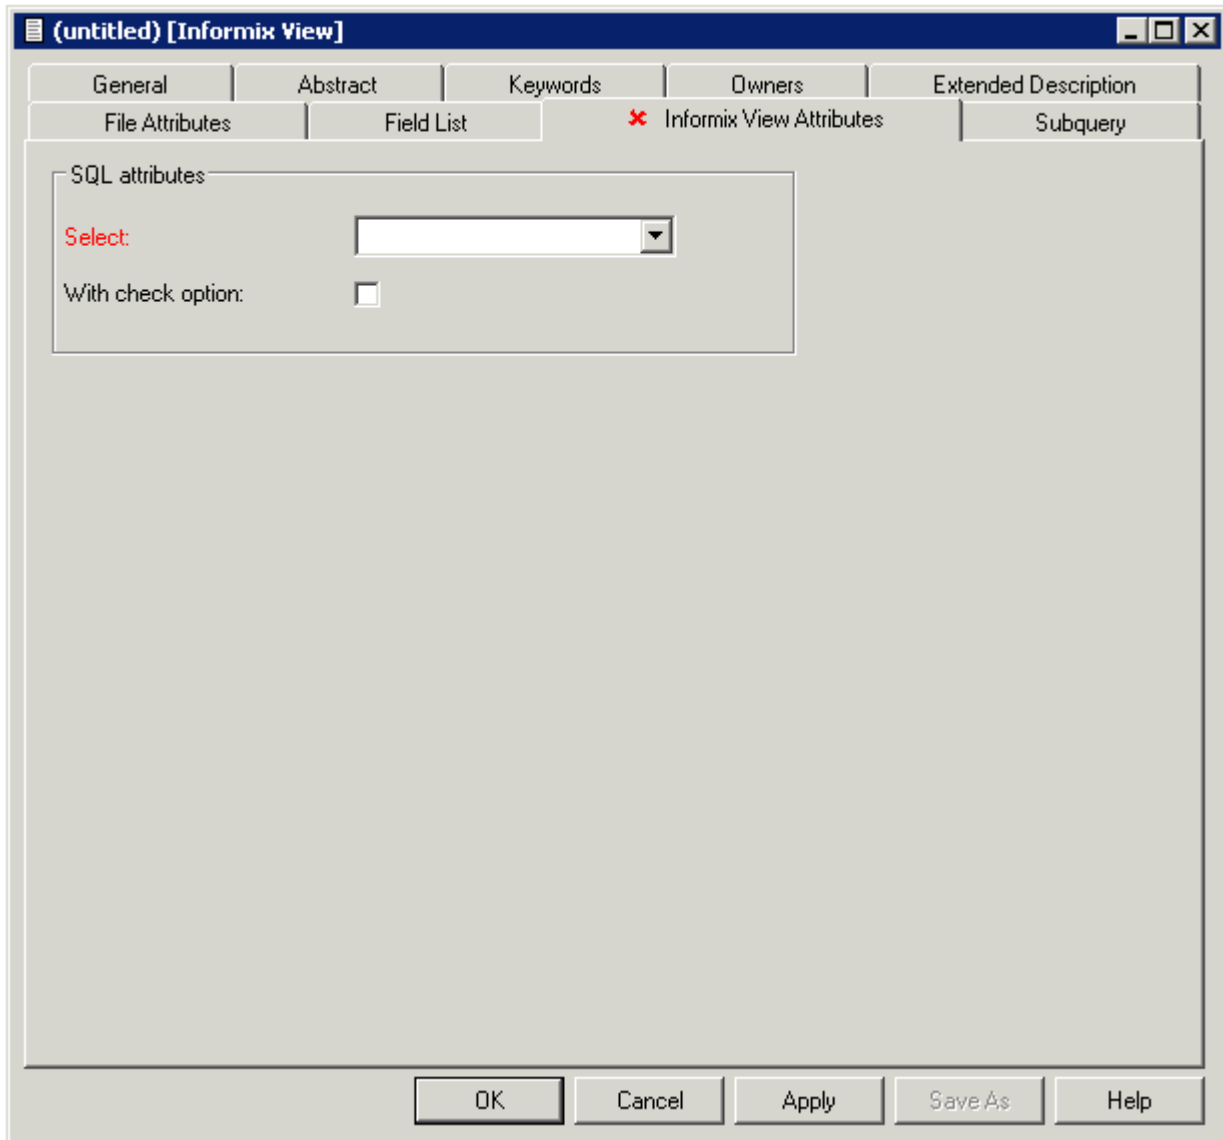 (untitled) [Informix View]
General Abstract Keywords Owners Extended Description
File Attributes Field List Informix View Attributes Subquery
SQL attributes
Select:
With check option:
OK Cancel Apply Save As Help